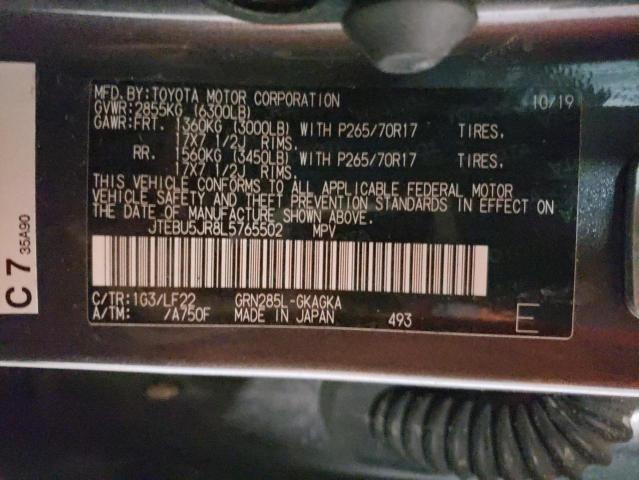 MFD. BY: TOYOTA MOTOR CORPORATION 10/19
GVWR: 2855KG (6300LB)
GAWR: FRT. 1360KG (3000LB) WITH P265/70R17 TIRES.
17X7 1/2J RIMS.
RR. 1560KG (3450LB) WITH P265/70R17 TIRES.
17X7 1/2J RIMS.
THIS VEHICLE CONFORMS TO ALL APPLICABLE FEDERAL MOTOR
VEHICLE SAFETY AND THEFT PREVENTION STANDARDS IN EFFECT ON
THE DATE OF MANUFACTURE SHOWN ABOVE.
JTEBU5JR8L5765502 MPV
C/TR: 1G3/LF22 GRN285L-GKAGKA
A/TM: /A750F MADE IN JAPAN 493 E
C 7 35A90